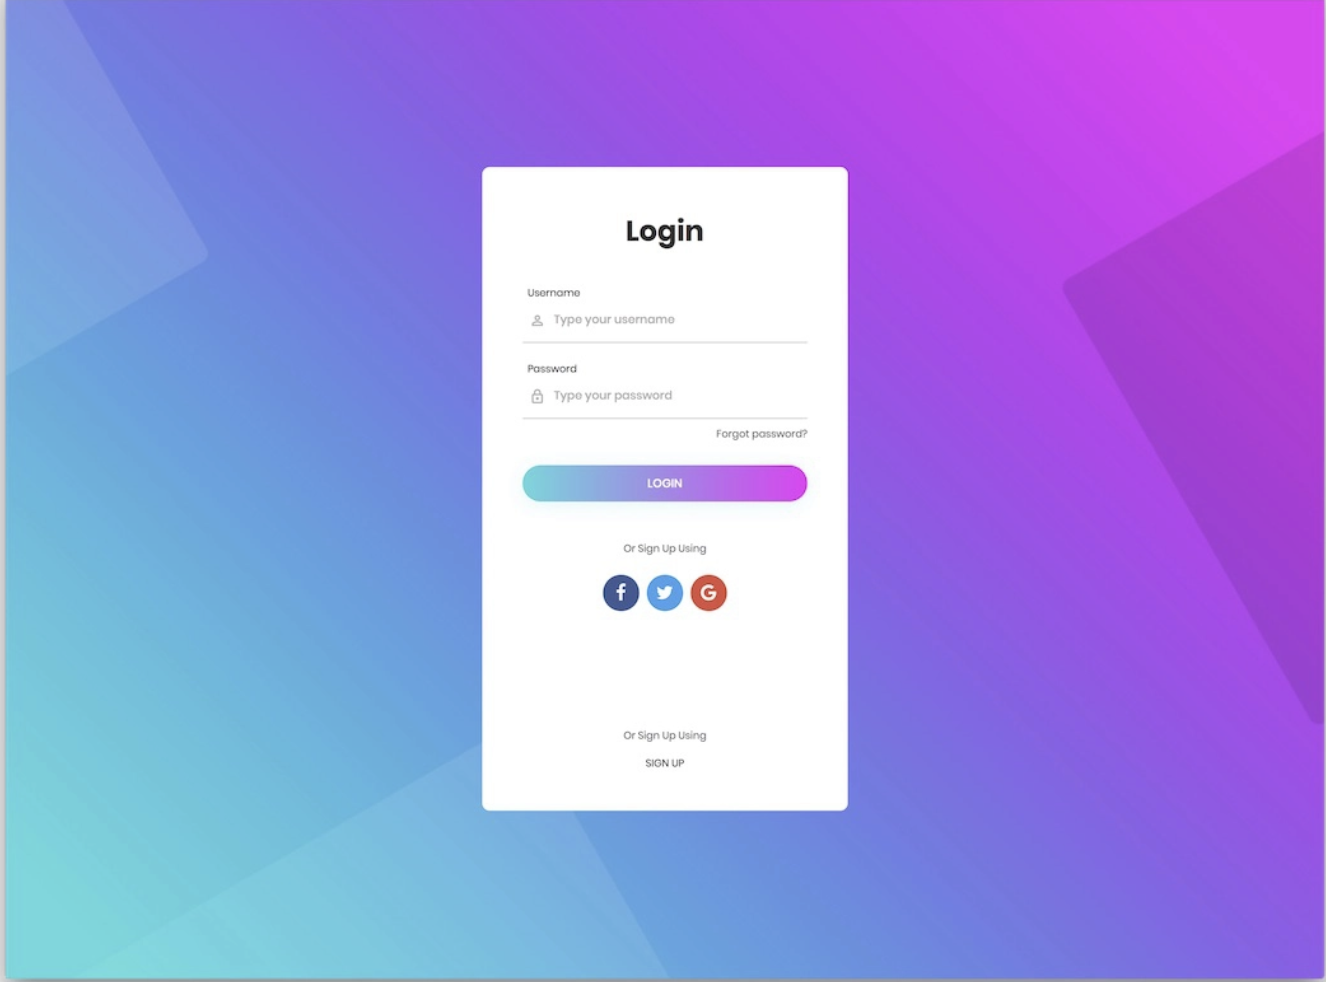 Login
Username
Type your username
Password
Type your password
Forgot password?
LOGIN
Or Sign Up Using
f G
Or Sign Up Using
SIGN UP